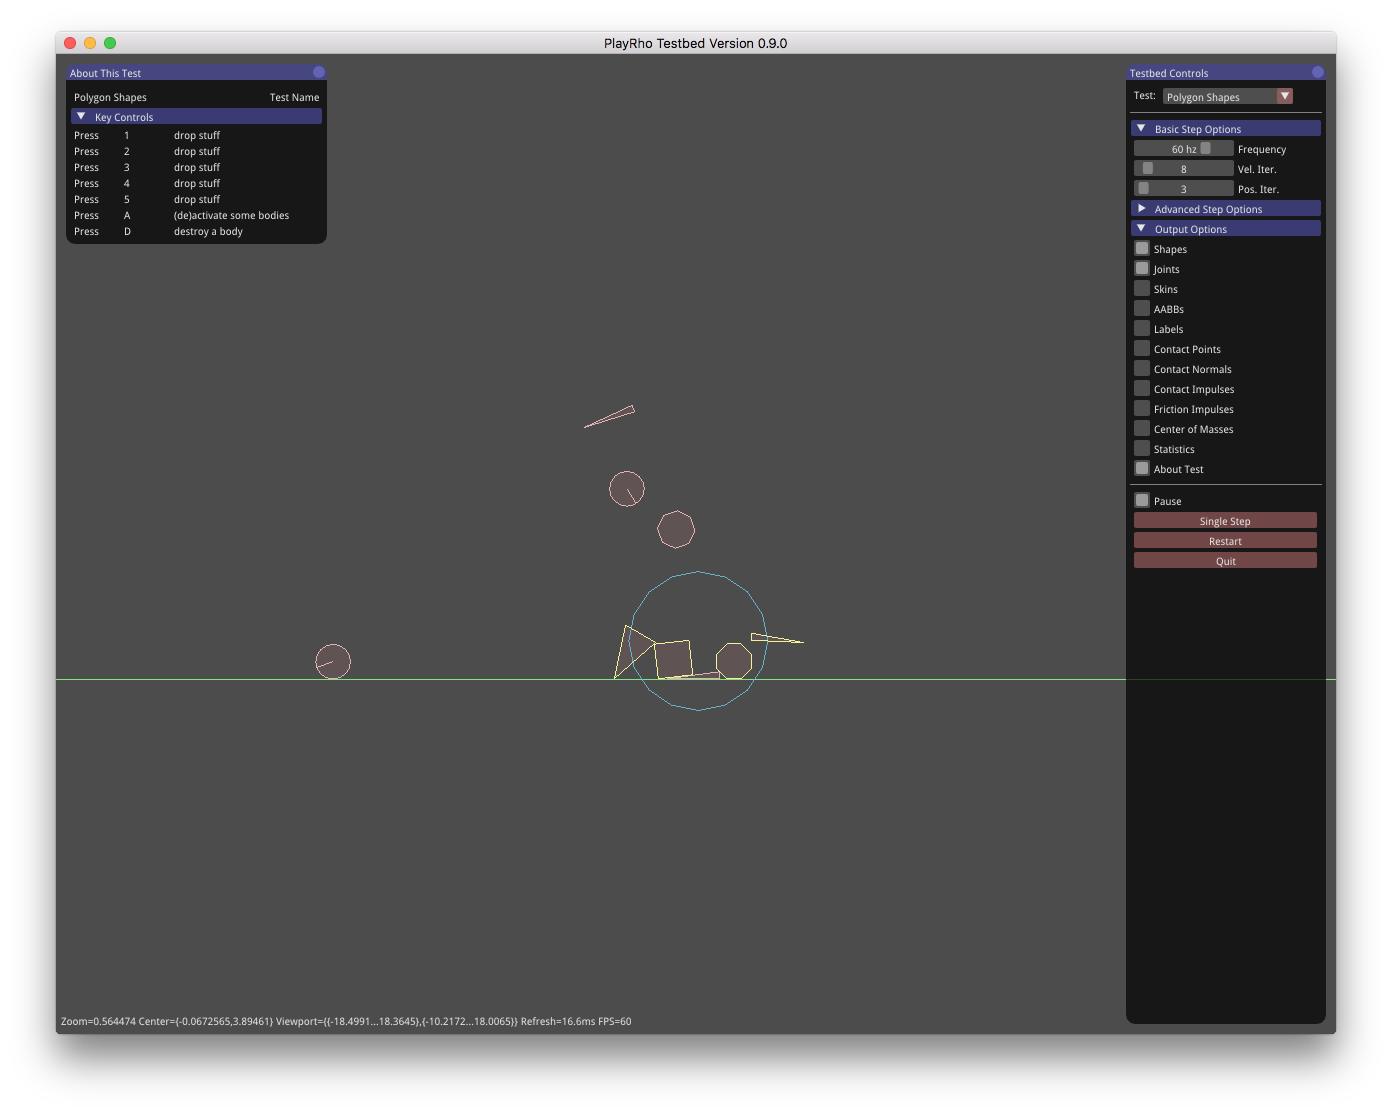 PlayRho Testbed Version 0.9.0
About This Test
Polygon Shapes Test Name
Key Controls
Press 1 drop stuff
Press 2 drop stuff
Press 3 drop stuff
Press 4 drop stuff
Press 5 drop stuff
Press A (de)activate some bodies
Press D destroy a body
Testbed Controls
Test: Polygon Shapes
Basic Step Options
60 hz Frequency
8 Vel. Iter.
3 Pos. Iter.
Advanced Step Options
Output Options
Shapes
Joints
Skins
AABBs
Labels
Contact Points
Contact Normals
Contact Impulses
Friction Impulses
Center of Masses
Statistics
About Test
Pause
Single Step
Restart
Quit
Zoom=0.564474 Center={-0.0672565,3.89461} Viewport={{-18.4991...18.3645},{-10.2172...18.0065}} Refresh=16.6ms FPS=60